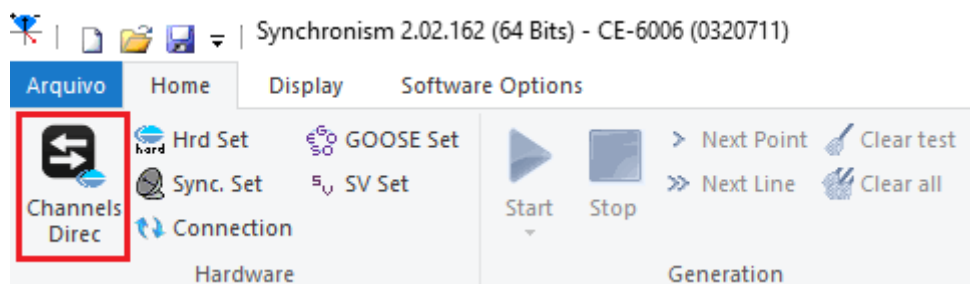 Synchronism 2.02.162 (64 Bits) - CE-6006 (0320711)
Arquivo Home Display Software Options
Channels Direc
hard Hrd Set
GOOSE Set
Sync. Set
SV Set
Connection
Hardware
Start
Stop
Next Point
Clear test
Next Line
Clear all
Generation